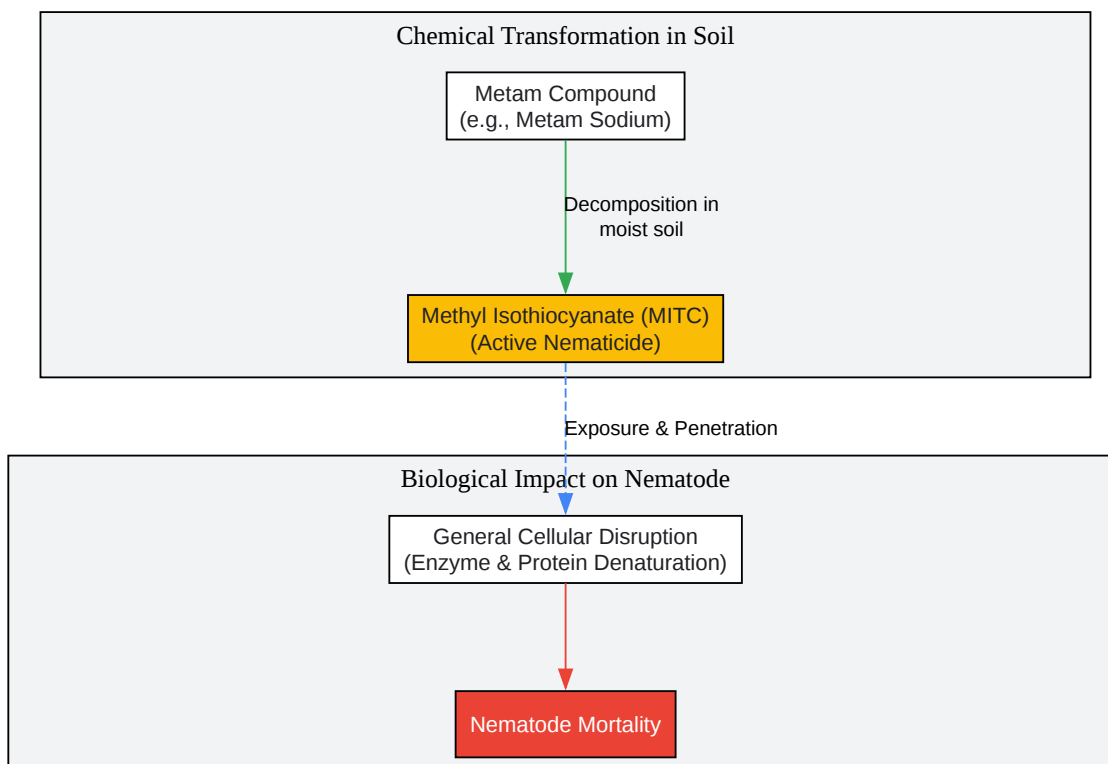 Chemical Transformation in Soil
Metam Compound
(e.g., Metam Sodium)
Decomposition in
moist soil
Methyl Isothiocyanate (MITC)
(Active Nematicide)
Exposure & Penetration
Biological Impact on Nematode
General Cellular Disruption
(Enzyme & Protein Denaturation)
Nematode Mortality